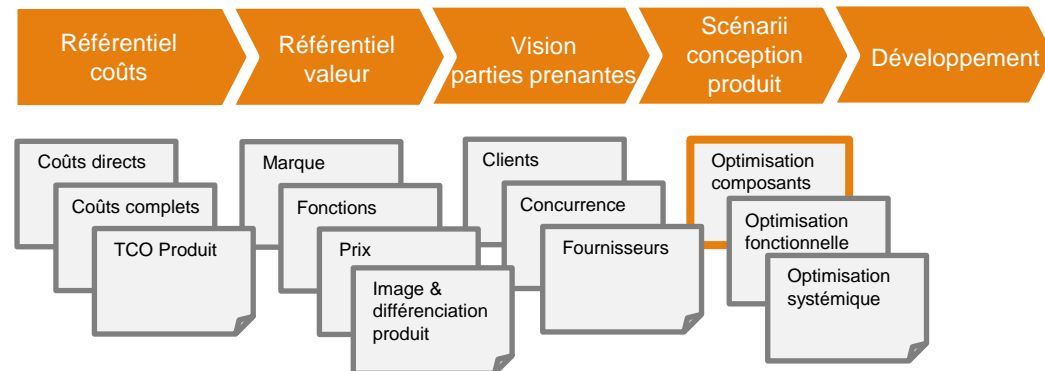 Référentiel
coûts
Référentiel
valeur
Vision
parties prenantes
Scénarii
conception
produit
Développement
Coûts directs
Coûts complets
TCO Produit
Marque
Fonctions
Prix
Image &
différenciation
produit
Clients
Concurrence
Fournisseurs
Optimisation
composants
Optimisation
fonctionnelle
Optimisation
systémique